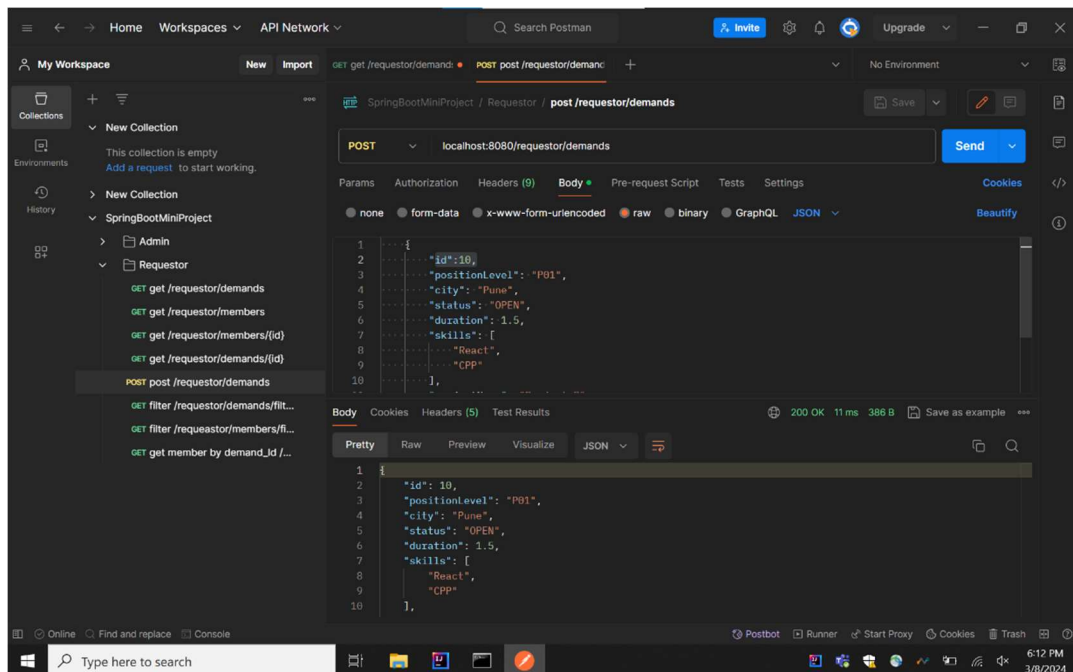 Home Workspaces API Network Search Postman Invite Upgrade
My Workspace New Import GET get /requestor/demand: POST post /requestor/demand No Environment
Collections
Environments
History
New Collection
This collection is empty
Add a request to start working.
New Collection
SpringBootMiniProject
Admin
Requestor
GET get /requestor/demands
GET get /requestor/members
GET get /requestor/members/{id}
GET get /requestor/demands/{id}
POST post /requestor/demands
GET filter /requestor/demands/filt...
GET filter /requeastor/members/fi...
GET get member by demand_Id /...
HTTP SpringBootMiniProject / Requestor / post /requestor/demands Save
POST localhost:8080/requestor/demands Send
Params Authorization Headers (9) Body Pre-request Script Tests Settings Cookies
none form-data x-www-form-urlencoded raw binary GraphQL JSON Beautify
1 {
2 "id":10,
3 "positionLevel": "P01",
4 "city": "Pune",
5 "status": "OPEN",
6 "duration": 1.5,
7 "skills": [
8 "React",
9 "CPP"
10 ],
Body Cookies Headers (5) Test Results 200 OK 11 ms 386 B Save as example
Pretty Raw Preview Visualize JSON
1 {
2 "id": 10,
3 "positionLevel": "P01",
4 "city": "Pune",
5 "status": "OPEN",
6 "duration": 1.5,
7 "skills": [
8 "React",
9 "CPP"
10 ],
Online Find and replace Console Postbot Runner Start Proxy Cookies Trash
Type here to search 6:12 PM
3/8/2024